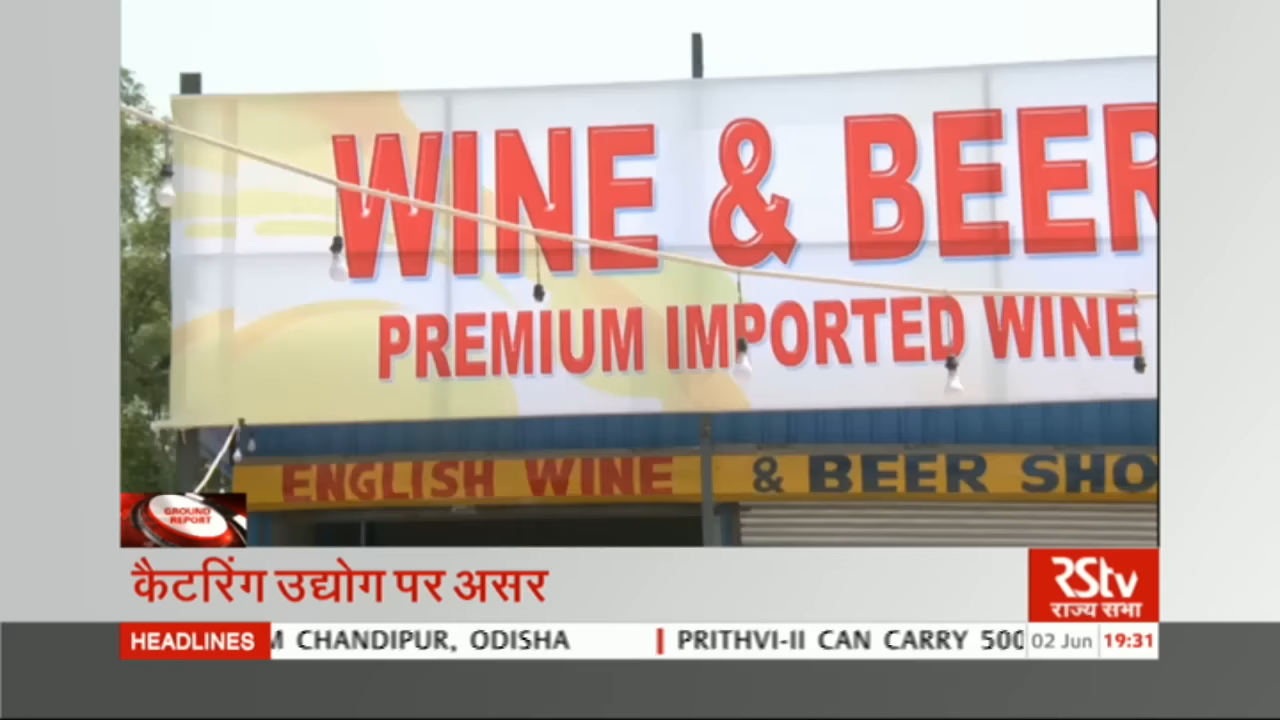 WINE & BEER
PREMIUM IMPORTED WINE
ENGLISH WINE & BEER SHO
GROUND REPORT
कैटरिंग उद्योग पर असर
RStv
राज्य सभा
HEADLINES M CHANDIPUR, ODISHA | PRITHVI-II CAN CARRY 500 02 Jun 19:31